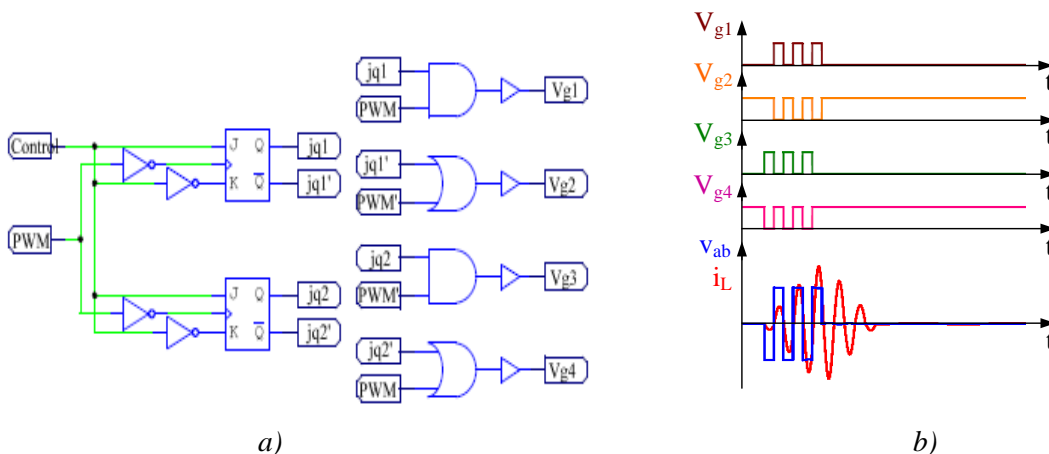 Control
PWM
J Q
K Q
jq1
jq1'
J Q
K Q
jq2
jq2'
jq1
PWM
Vg1
jq1'
PWM'
Vg2
jq2
PWM'
Vg3
jq2'
PWM
Vg4
a)
Vg1
t
Vg2
t
Vg3
t
Vg4
t
vab
iL
t
b)